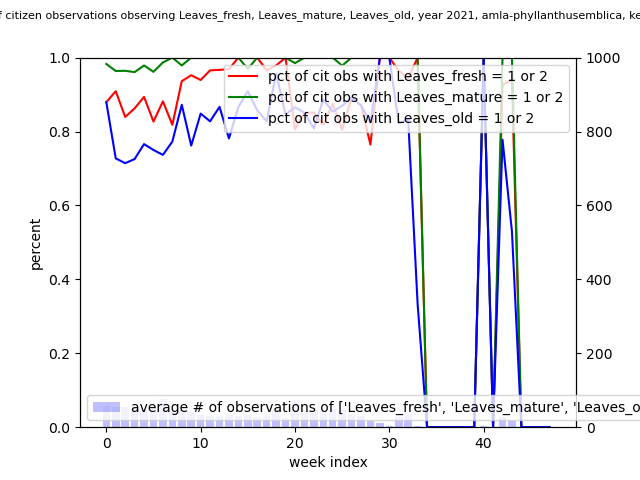 f citizen observations observing Leaves_fresh, Leaves_mature, Leaves_old, year 2021, amla-phyllanthusemblica, ke
1.0 1000
pct of cit obs with Leaves_fresh = 1 or 2
pct of cit obs with Leaves_mature = 1 or 2
pct of cit obs with Leaves_old = 1 or 2
0.8 800
0.6 600
percent
0.4 400
0.2 200
average # of observations of ['Leaves_fresh', 'Leaves_mature', 'Leaves_o
0.0 0
0 10 20 30 40
week index